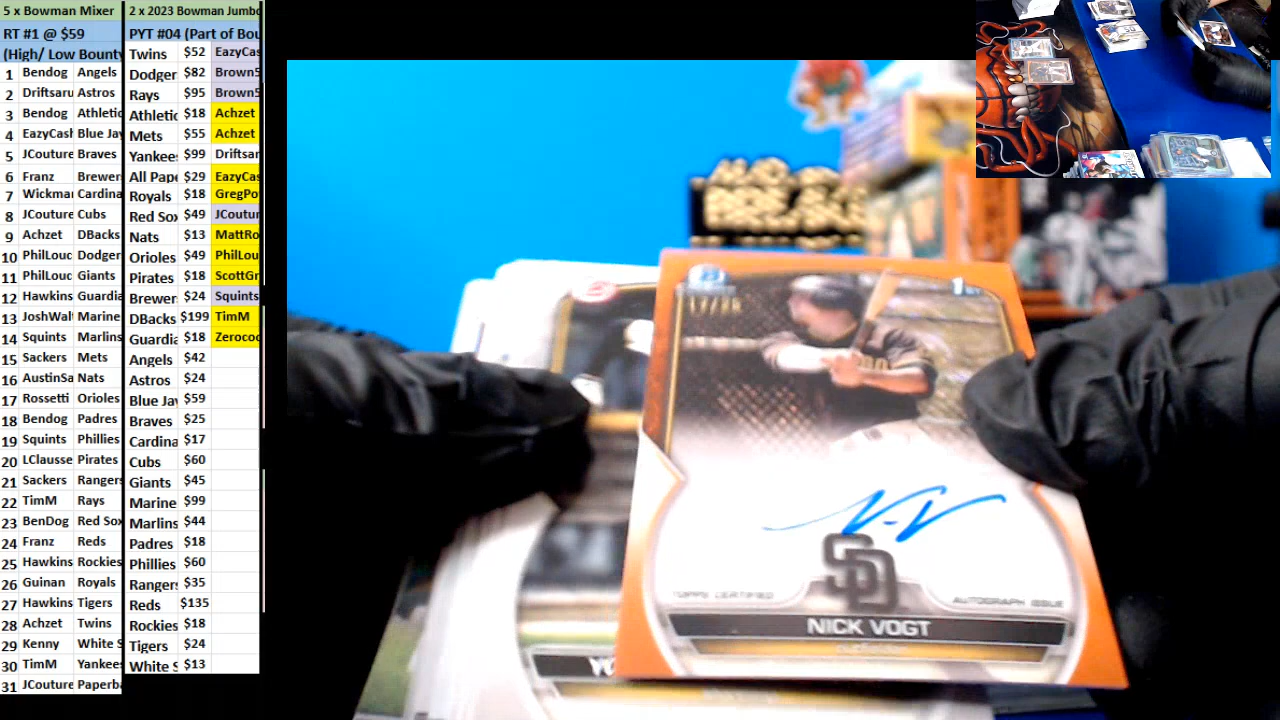 5 x Bowman Mixer
RT #1 @ $59
(High/ Low Bounty
1 Bendog Angels
2 Driftsaru Astros
3 Bendog Athletic
4 EazyCash Blue Jay
5 JCouture Braves
6 Franz Brewer
7 Wickma Cardina
8 JCouture Cubs
9 Achzet DBacks
10 PhilLouc Dodger
11 PhilLouc Giants
12 Hawkins Guardia
13 JoshWal Marine
14 Squints Marlins
15 Sackers Mets
16 AustinSa Nats
17 Rossetti Orioles
18 Bendog Padres
19 Squints Phillies
20 LClausse Pirates
21 Sackers Rangers
22 TimM Rays
23 BenDog Red Sox
24 Franz Reds
25 Hawkins Rockies
26 Guinan Royals
27 Hawkins Tigers
28 Achzet Twins
29 Kenny White S
30 TimM Yankee
31 JCouture Paperb
2 x 2023 Bowman Jumbo
PYT #04 (Part of Bou
Twins $52 EazyCas
Dodger $82 Brown5
Rays $95 Brown5
Athletic $18 Achzet
Mets $55 Achzet
Yankee $99 Driftsar
All Pape $29 EazyCas
Royals $18 GregPo
Red Sox $49 JCoutur
Nats $13 MattRo
Orioles $49 PhilLou
Pirates $18 ScottGr
Brewer $24 Squints
DBacks $199 TimM
Guardia $18 Zerocoo
Angels $42
Astros $24
Blue Jay $59
Braves $25
Cardina $17
Cubs $60
Giants $45
Marine $99
Marlins $44
Padres $18
Phillies $60
Rangers $35
Reds $135
Rockies $18
Tigers $24
White S $13
1st
SD
TOPPS CERTIFIED AUTOGRAPH ISSUE
NICK VOGT
YO